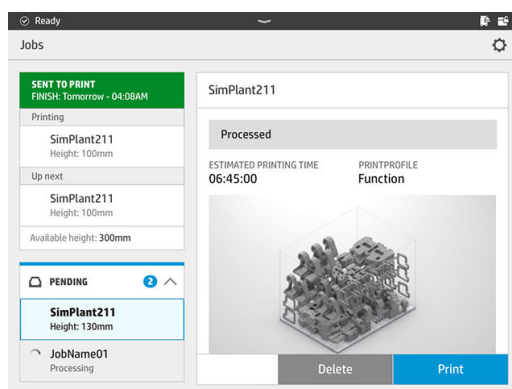 Ready
Jobs
SENT TO PRINT
FINISH: Tomorrow - 04:08AM
Printing
SimPlant211
Height: 100mm
Up next
SimPlant211
Height: 100mm
Available height: 300mm
PENDING 2
SimPlant211
Height: 130mm
JobName01
Processing
SimPlant211
Processed
ESTIMATED PRINTING TIME PRINTPROFILE
06:45:00 Function
Delete Print